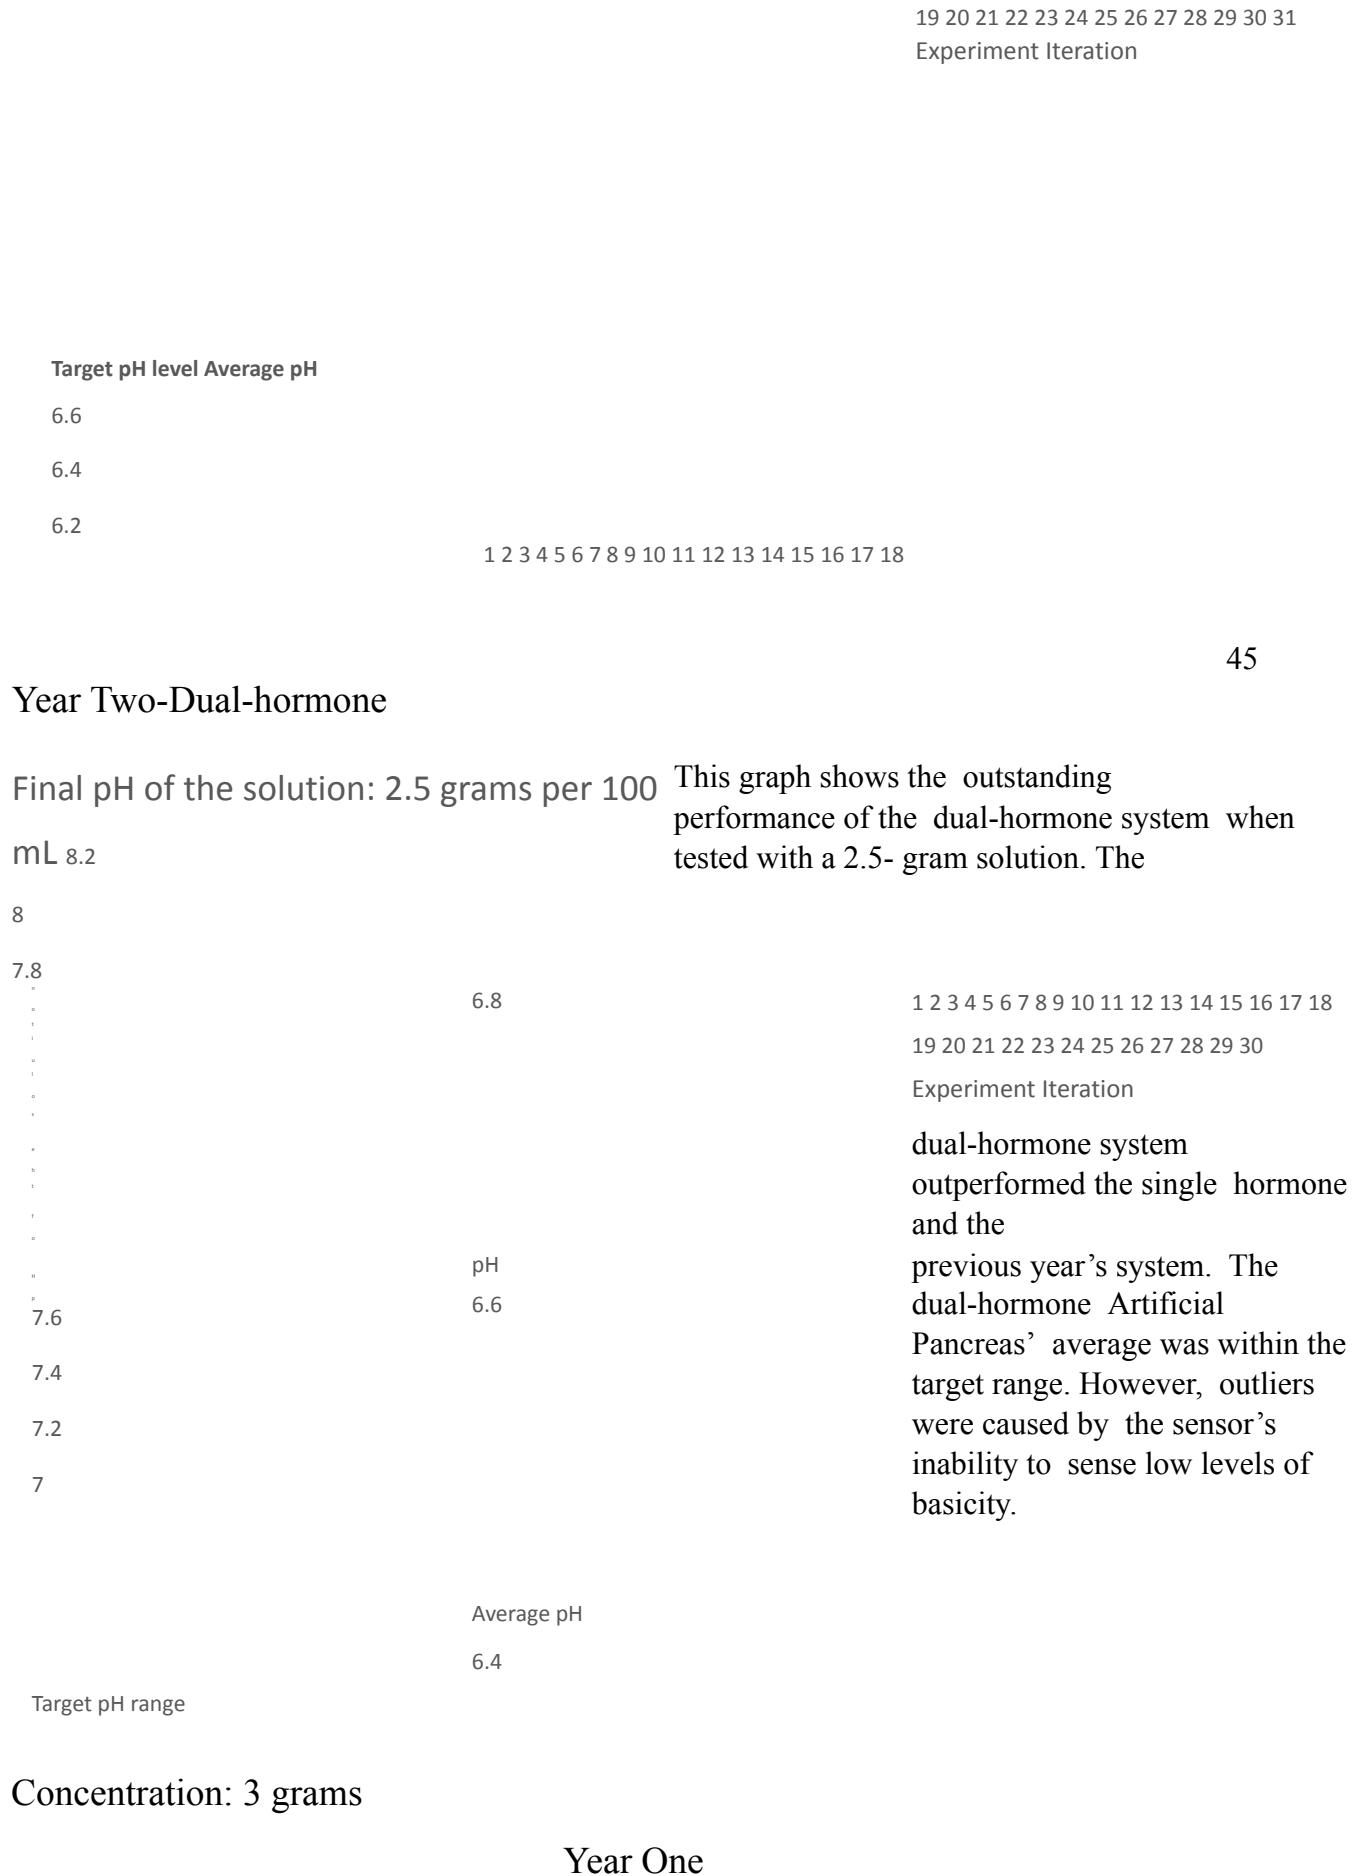 19 20 21 22 23 24 25 26 27 28 29 30 31
Experiment Iteration
Target pH level Average pH
6.6
6.4
6.2
1 2 3 4 5 6 7 8 9 10 11 12 13 14 15 16 17 18
45
Year Two-Dual-hormone
Final pH of the solution: 2.5 grams per 100
mL 8.2
This graph shows the outstanding
performance of the dual-hormone system when
tested with a 2.5- gram solution. The
8
7.8
6.8
1 2 3 4 5 6 7 8 9 10 11 12 13 14 15 16 17 18
19 20 21 22 23 24 25 26 27 28 29 30
Experiment Iteration
dual-hormone system
outperformed the single hormone
and the
previous year’s system. The
dual-hormone Artificial
Pancreas’ average was within the
target range. However, outliers
were caused by the sensor’s
inability to sense low levels of
basicity.
pH
6.6
7.6
7.4
7.2
7
Average pH
6.4
Target pH range
Concentration: 3 grams
Year One